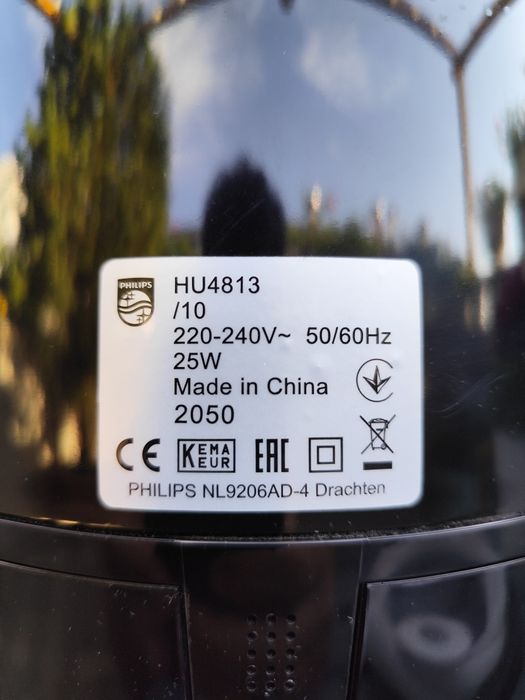 PHILIPS
HU4813
/10
220-240V~ 50/60Hz
25W
Made in China
2050
CE KEMA KEUR EAC
PHILIPS NL9206AD-4 Drachten